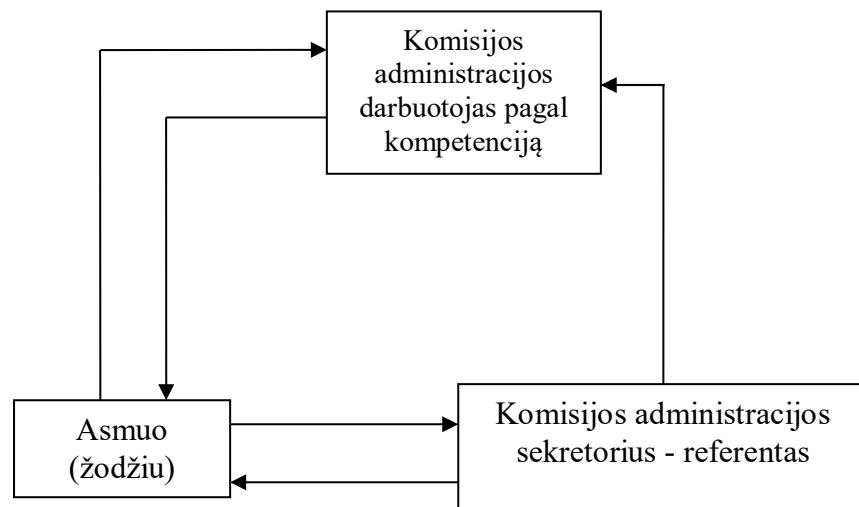 Komisijos
administracijos
darbuotojas pagal
kompetenciją
Asmuo
(žodžiu)
Komisijos administracijos
sekretorius - referentas